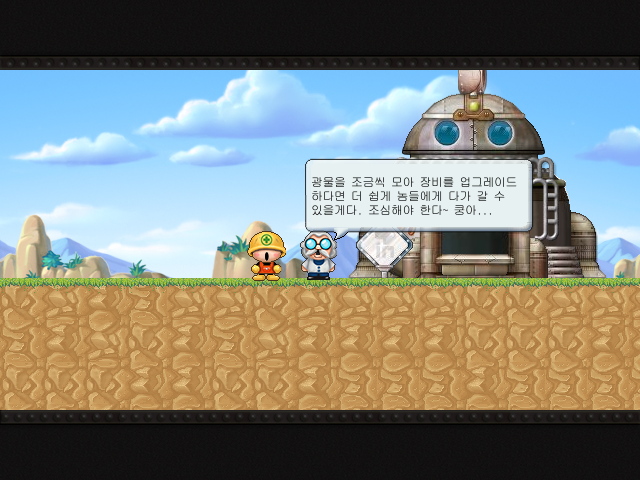 광물을 조금씩 모아 장비를 업그레이드
하다면 더 쉽게 놈들에게 다가 갈 수
있을게다. 조심해야 한다~ 쿵아...